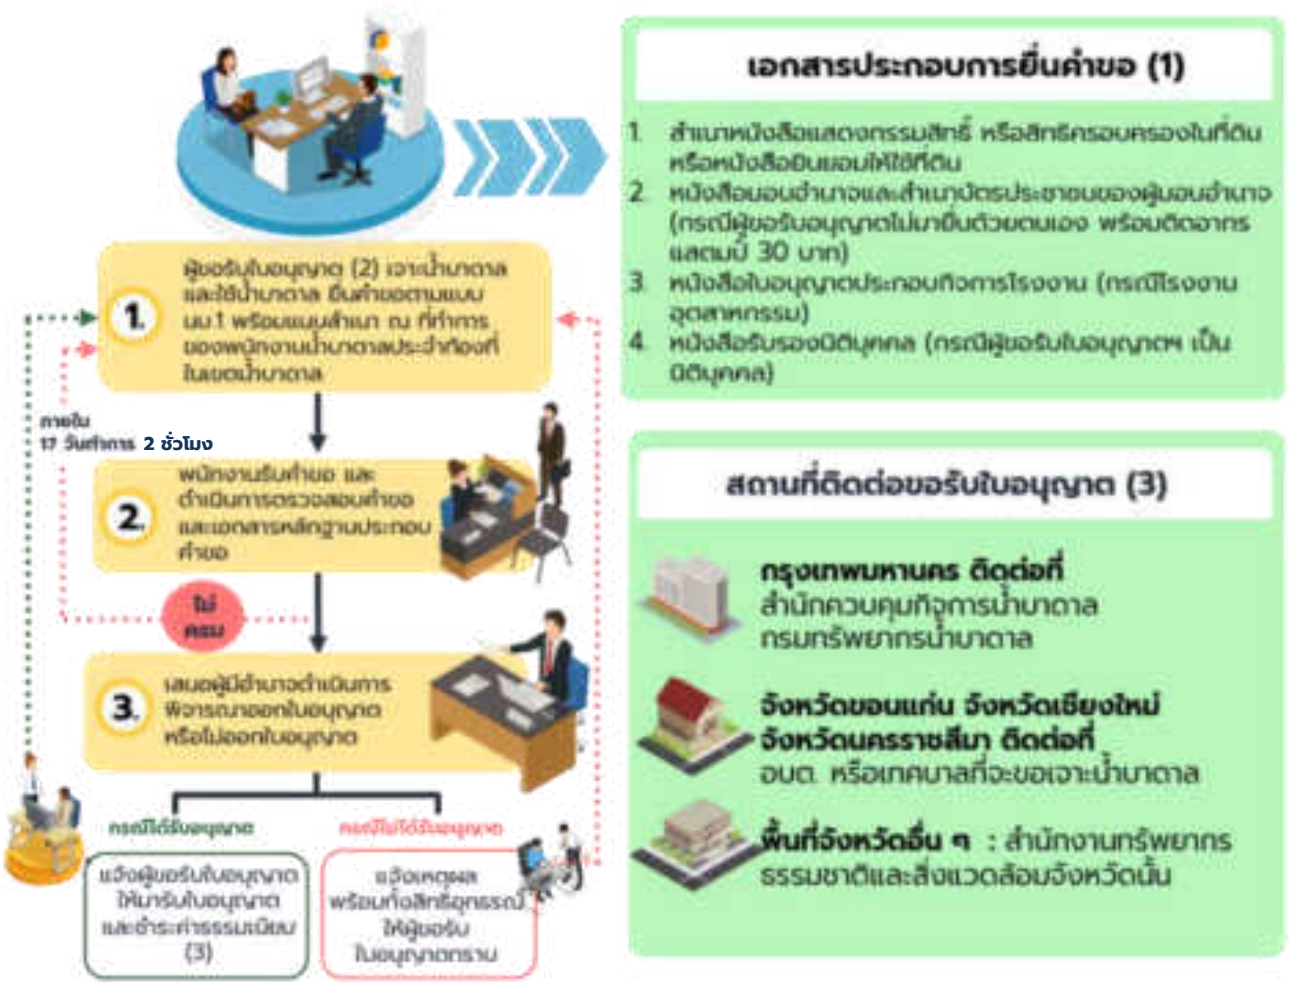 เอกสารประกอบการยื่นคำขอ (1)
1. สำเนาหนังสือแสดงกรรมสิทธิ์ หรือสิทธิครอบครองในที่ดิน
หรือหนังสือยินยอมให้ใช้ที่ดิน
2. หนังสือมอบอำนาจและสำเนาบัตรประชาชนของผู้มอบอำนาจ
(กรณีผู้ขอรับอนุญาตไม่มายื่นด้วยตนเอง พร้อมติดอากร
แสตมป์ 30 บาท)
3. หนังสือใบอนุญาตประกอบกิจการโรงงาน (กรณีโรงงาน
อุตสาหกรรม)
4. หนังสือรับรองนิติบุคคล (กรณีผู้ขอรับใบอนุญาตฯ เป็น
นิติบุคคล)
1.
ผู้ขอรับใบอนุญาต (2) เจาะน้ำบาดาล
และใช้น้ำบาดาล ยื่นคำขอตามแบบ
นบ.1 พร้อมแนบสำเนา ณ ที่ทำการ
ของพนักงานน้ำบาดาลประจำท้องที่
ในเขตน้ำบาดาล
ภายใน
17 วันทำการ 2 ชั่วโมง
2.
พนักงานรับคำขอ และ
ดำเนินการตรวจสอบคำขอ
และเอกสารหลักฐานประกอบ
คำขอ
ไม่
ครบ
3.
เสนอผู้มีอำนาจดำเนินการ
พิจารณาออกใบอนุญาต
หรือไม่ออกใบอนุญาต
กรณีได้รับอนุญาต
แจ้งผู้ขอรับใบอนุญาต
ให้มารับใบอนุญาต
และชำระค่าธรรมเนียม
(3)
กรณีไม่ได้รับอนุญาต
แจ้งเหตุผล
พร้อมทั้งสิทธิอุทธรณ์
ให้ผู้ขอรับ
ใบอนุญาตทราบ
สถานที่ติดต่อขอรับใบอนุญาต (3)
กรุงเทพมหานคร ติดต่อที่
สำนักควบคุมกิจการน้ำบาดาล
กรมทรัพยากรน้ำบาดาล
จังหวัดขอนแก่น จังหวัดเชียงใหม่
จังหวัดนครราชสีมา ติดต่อที่
อบต. หรือเทศบาลที่จะขอเจาะน้ำบาดาล
พื้นที่จังหวัดอื่น ๆ : สำนักงานทรัพยากร
ธรรมชาติและสิ่งแวดล้อมจังหวัดนั้น